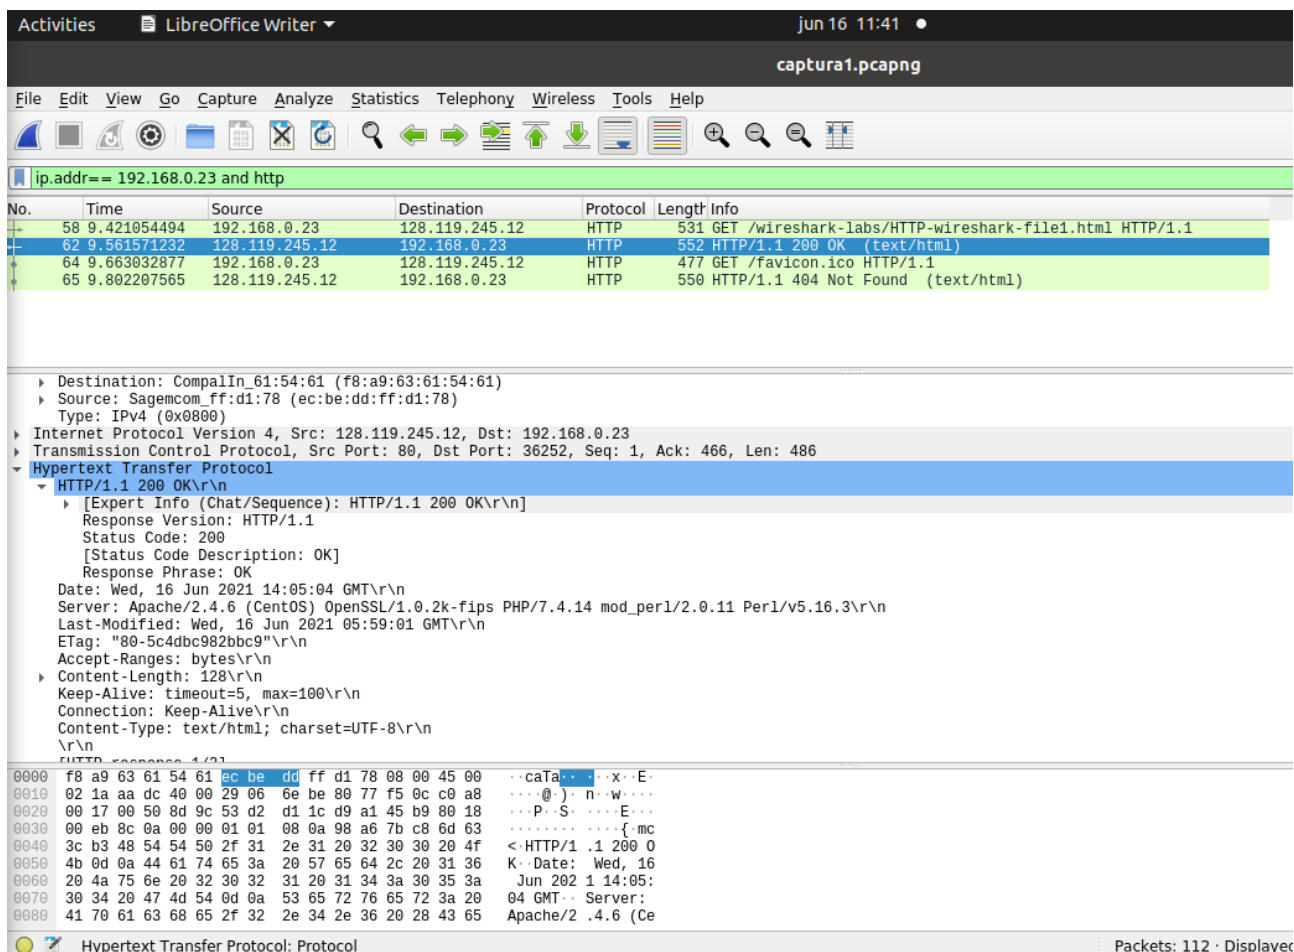 Activities LibreOffice Writer jun 16 11:41
captura1.pcapng
File Edit View Go Capture Analyze Statistics Telephony Wireless Tools Help
ip.addr== 192.168.0.23 and http
No. Time Source Destination Protocol Length Info
58 9.421054494 192.168.0.23 128.119.245.12 HTTP 531 GET /wireshark-labs/HTTP-wireshark-file1.html HTTP/1.1
62 9.561571232 128.119.245.12 192.168.0.23 HTTP 552 HTTP/1.1 200 OK (text/html)
64 9.663032877 192.168.0.23 128.119.245.12 HTTP 477 GET /favicon.ico HTTP/1.1
65 9.802207565 128.119.245.12 192.168.0.23 HTTP 550 HTTP/1.1 404 Not Found (text/html)
Destination: CompalIn_61:54:61 (f8:a9:63:61:54:61)
Source: Sagemcom_ff:d1:78 (ec:be:dd:ff:d1:78)
Type: IPv4 (0x0800)
Internet Protocol Version 4, Src: 128.119.245.12, Dst: 192.168.0.23
Transmission Control Protocol, Src Port: 80, Dst Port: 36252, Seq: 1, Ack: 466, Len: 486
Hypertext Transfer Protocol
HTTP/1.1 200 OK\r\n
[Expert Info (Chat/Sequence): HTTP/1.1 200 OK\r\n]
Response Version: HTTP/1.1
Status Code: 200
[Status Code Description: OK]
Response Phrase: OK
Date: Wed, 16 Jun 2021 14:05:04 GMT\r\n
Server: Apache/2.4.6 (CentOS) OpenSSL/1.0.2k-fips PHP/7.4.14 mod_perl/2.0.11 Perl/v5.16.3\r\n
Last-Modified: Wed, 16 Jun 2021 05:59:01 GMT\r\n
ETag: "80-5c4dbc982bbc9"\r\n
Accept-Ranges: bytes\r\n
Content-Length: 128\r\n
Keep-Alive: timeout=5, max=100\r\n
Connection: Keep-Alive\r\n
Content-Type: text/html; charset=UTF-8\r\n
\r\n
[HTTP response 1/2]
0000 f8 a9 63 61 54 61 ec be dd ff d1 78 08 00 45 00 ··caTa·· ···x··E·
0010 02 1a aa dc 40 00 29 06 6e be 80 77 f5 0c c0 a8 ····@·)· n··w····
0020 00 17 00 50 8d 9c 53 d2 d1 1c d9 a1 45 b9 80 18 ···P··S· ····E···
0030 00 eb 8c 0a 00 00 01 01 08 0a 98 a6 7b c8 6d 63 ········ ····{·mc
0040 3c b3 48 54 54 50 2f 31 2e 31 20 32 30 30 20 4f <·HTTP/1 .1 200 O
0050 4b 0d 0a 44 61 74 65 3a 20 57 65 64 2c 20 31 36 K··Date: Wed, 16
0060 20 4a 75 6e 20 32 30 32 31 20 31 34 3a 30 35 3a Jun 202 1 14:05:
0070 30 34 20 47 4d 54 0d 0a 53 65 72 76 65 72 3a 20 04 GMT·· Server:
0080 41 70 61 63 68 65 2f 32 2e 34 2e 36 20 28 43 65 Apache/2 .4.6 (Ce
Hypertext Transfer Protocol: Protocol Packets: 112 · Displayed